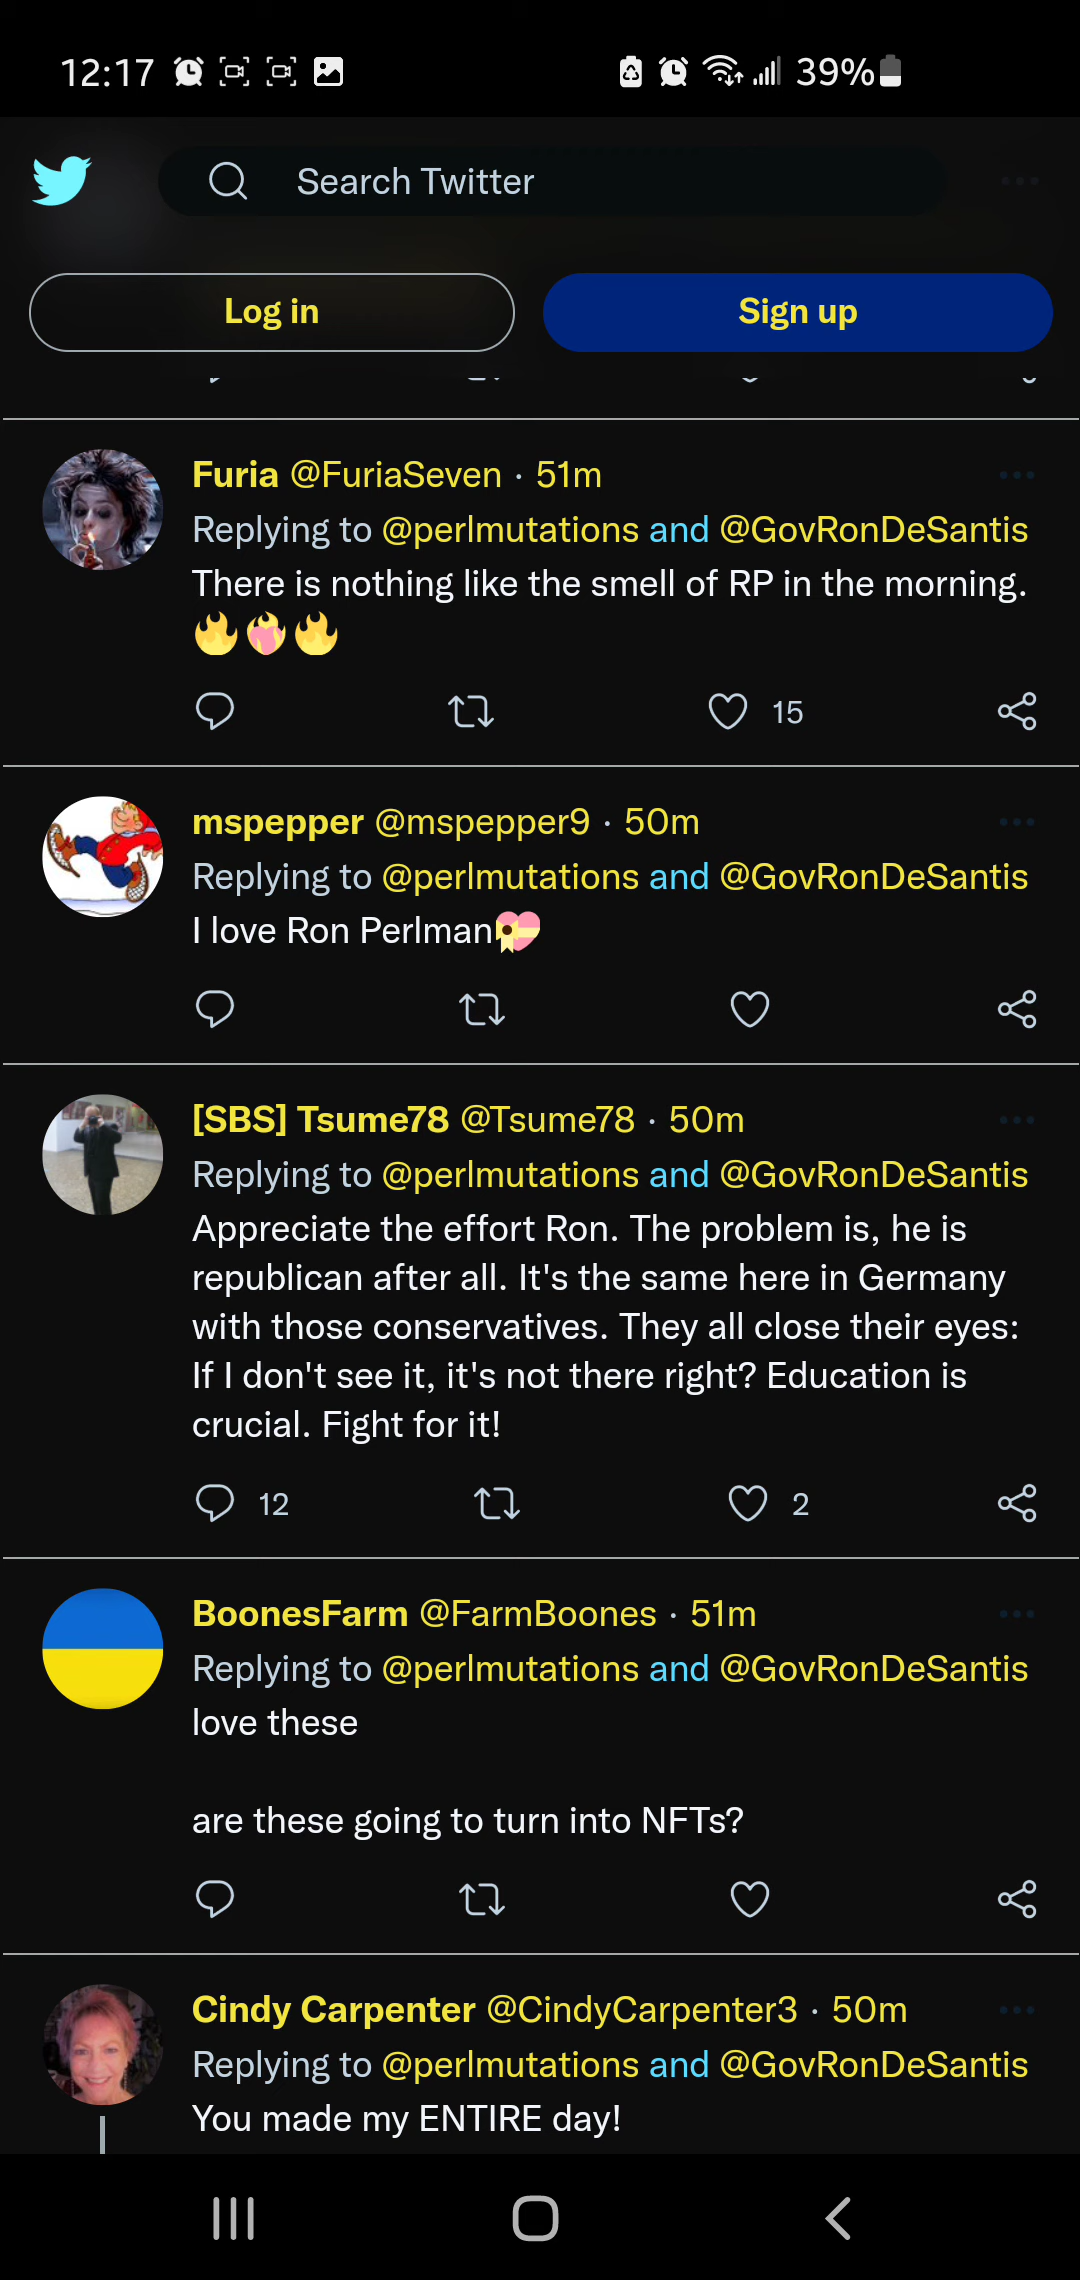 12:17 39%
Search Twitter
Log in Sign up
Furia @FuriaSeven · 51m
Replying to @perlmutations and @GovRonDeSantis
There is nothing like the smell of RP in the morning.
🔥❤️‍🔥🔥
15
mspepper @mspepper9 · 50m
Replying to @perlmutations and @GovRonDeSantis
I love Ron Perlman💝
[SBS] Tsume78 @Tsume78 · 50m
Replying to @perlmutations and @GovRonDeSantis
Appreciate the effort Ron. The problem is, he is
republican after all. It's the same here in Germany
with those conservatives. They all close their eyes:
If I don't see it, it's not there right? Education is
crucial. Fight for it!
12 2
BoonesFarm @FarmBoones · 51m
Replying to @perlmutations and @GovRonDeSantis
love these
are these going to turn into NFTs?
Cindy Carpenter @CindyCarpenter3 · 50m
Replying to @perlmutations and @GovRonDeSantis
You made my ENTIRE day!